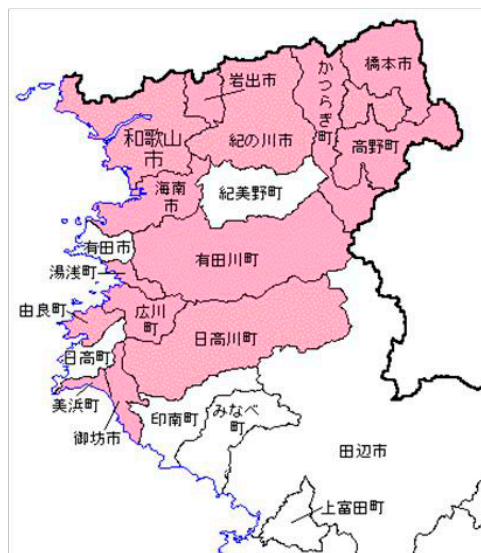 橋本市
かつらぎ町
岩出市
和歌山
市
紀の川市
高野町
海南
市
紀美野町
有田市
有田川町
湯浅町
由良町
広川
町
日高川町
日高町
美浜町
御坊市
印南町
みなべ
町
田辺市
上富田町